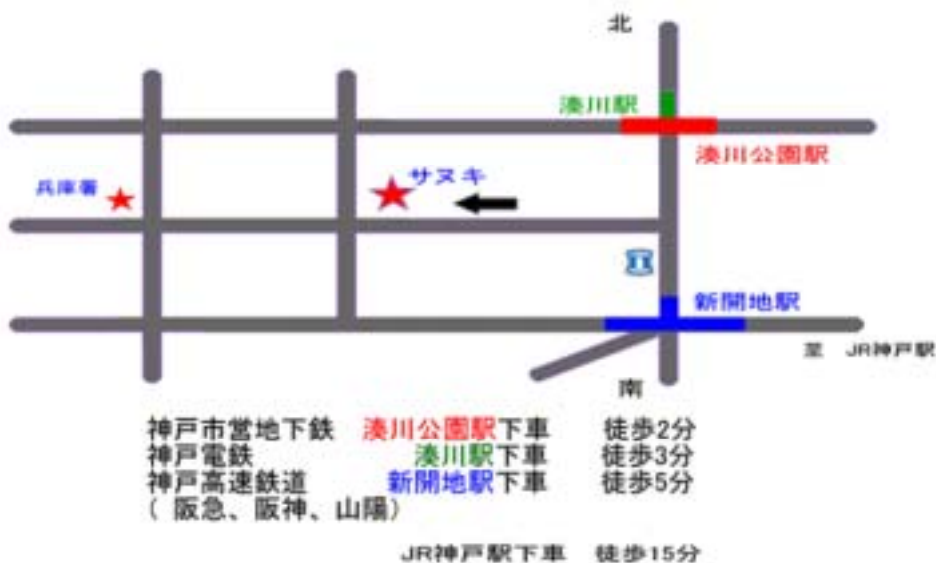 北
湊川駅
湊川公園駅
兵庫署
サヌキ
新開地駅
至 JR神戸駅
南
神戸市営地下鉄 湊川公園駅下車 徒歩2分
神戸電鉄 湊川駅下車 徒歩3分
神戸高速鉄道 新開地駅下車 徒歩5分
( 阪急、阪神、山陽)
JR神戸駅下車 徒歩15分